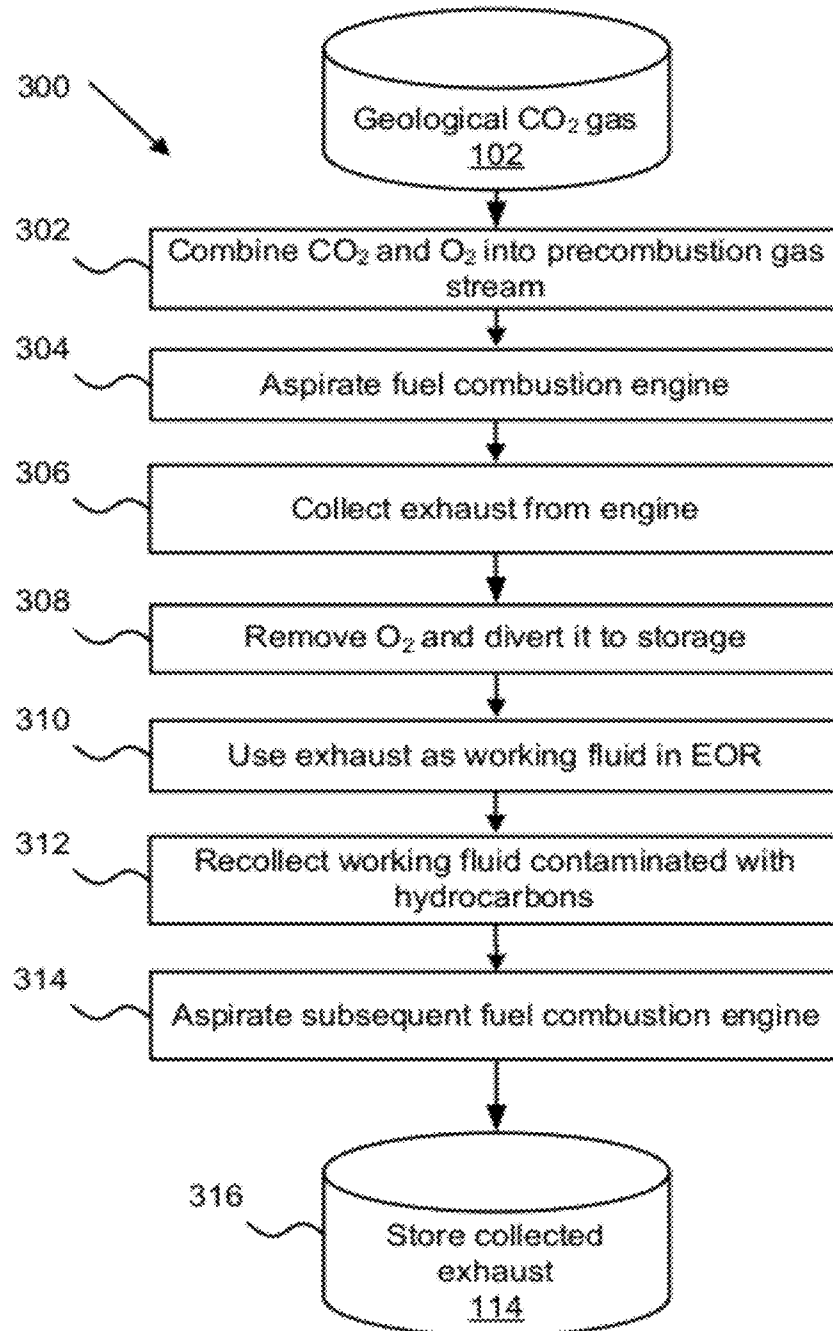 300
Geological CO₂ gas
102
302
Combine CO₂ and O₂ into precombustion gas
stream
304
Aspirate fuel combustion engine
306
Collect exhaust from engine
308
Remove O₂ and divert it to storage
310
Use exhaust as working fluid in EOR
312
Recollect working fluid contaminated with
hydrocarbons
314
Aspirate subsequent fuel combustion engine
316
Store collected
exhaust
114